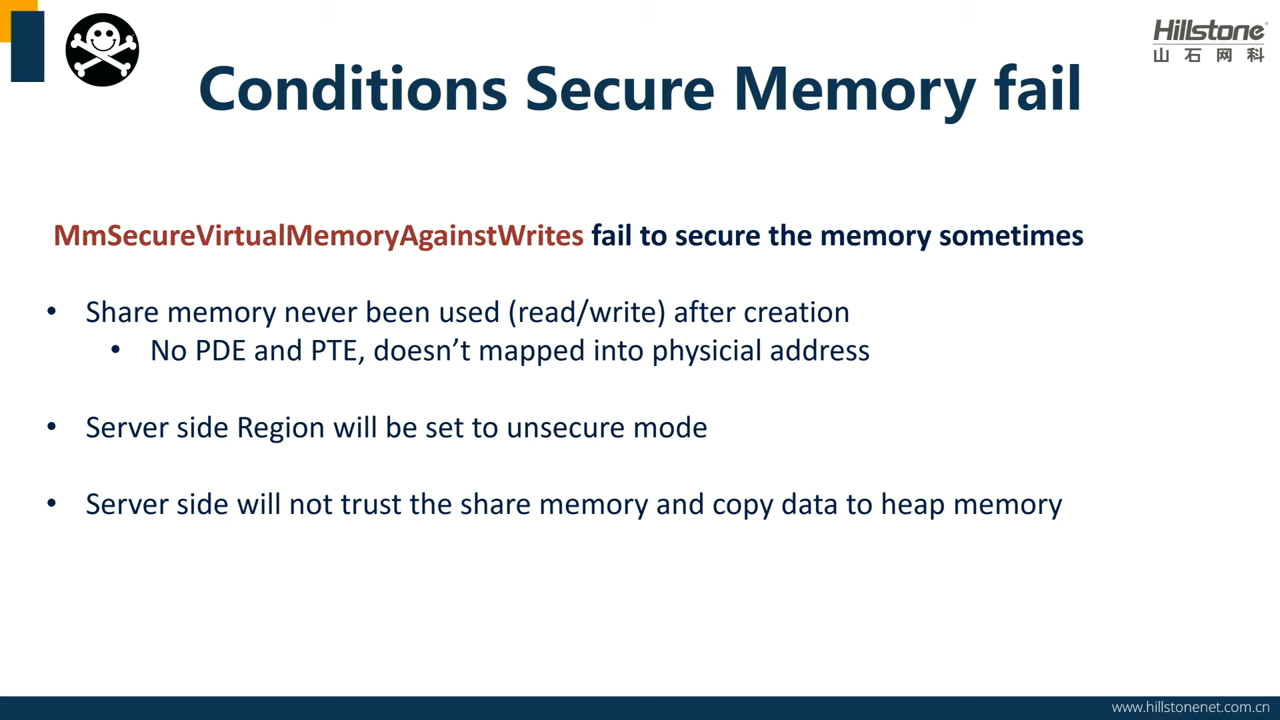 Hillstone
山石网科
Conditions Secure Memory fail
MmSecureVirtualMemoryAgainstWrites fail to secure the memory sometimes
• Share memory never been used (read/write) after creation
• No PDE and PTE, doesn’t mapped into physicial address
• Server side Region will be set to unsecure mode
• Server side will not trust the share memory and copy data to heap memory
www.hillstonenet.com.cn